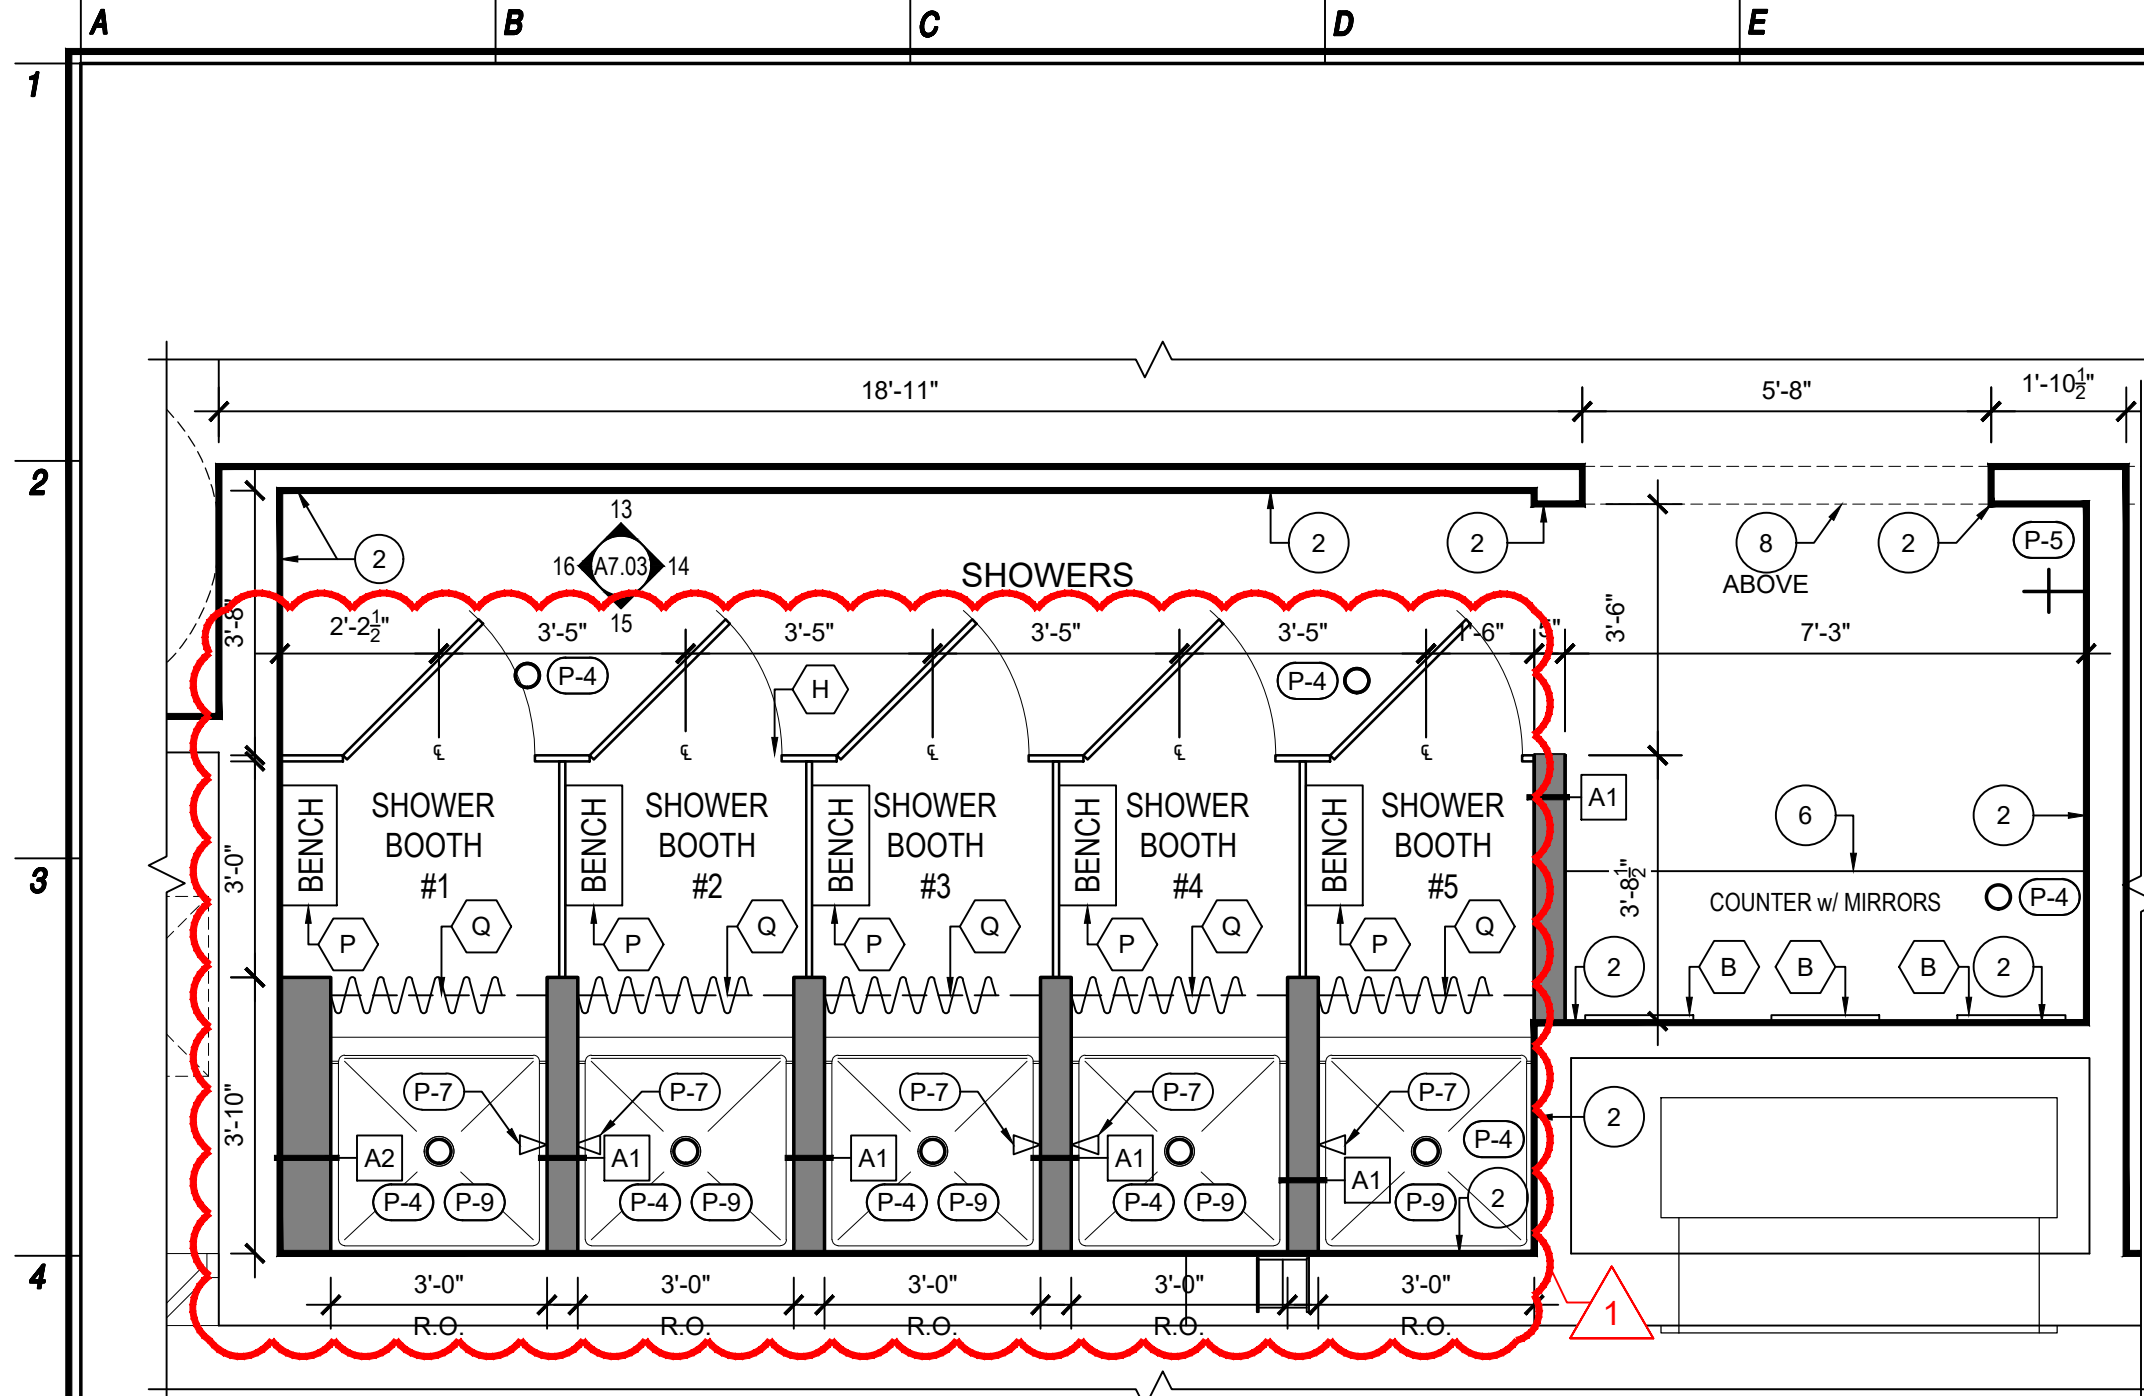 A B C D E
1
18'-11" 5'-8" 1'-10½"
2
13
16 A7.03 14
15
2 2 2 8 2 P-5
ABOVE
SHOWERS
3'-8" 2'-2½" 3'-5" 3'-5" 3'-5" 3'-5" 1'-6" 5" 3'-6" 7'-3"
P-4 H P-4
℄ ℄ ℄ ℄ ℄
BENCH BENCH BENCH BENCH BENCH
SHOWER
BOOTH
#1
SHOWER
BOOTH
#2
SHOWER
BOOTH
#3
SHOWER
BOOTH
#4
SHOWER
BOOTH
#5
A1 6 2
3
3'-0" 3'-8½"
COUNTER w/ MIRRORS P-4
P Q P Q P Q P Q P Q
2 B B B 2
3'-10"
P-7 P-7 P-7 P-7 P-7 2
P-4
A2 A1 A1 A1 A1
P-4 P-9 P-4 P-9 P-4 P-9 P-4 P-9 P-9 2
4
3'-0" 3'-0" 3'-0" 3'-0" 3'-0"
R.O. R.O. R.O. R.O. R.O.
1